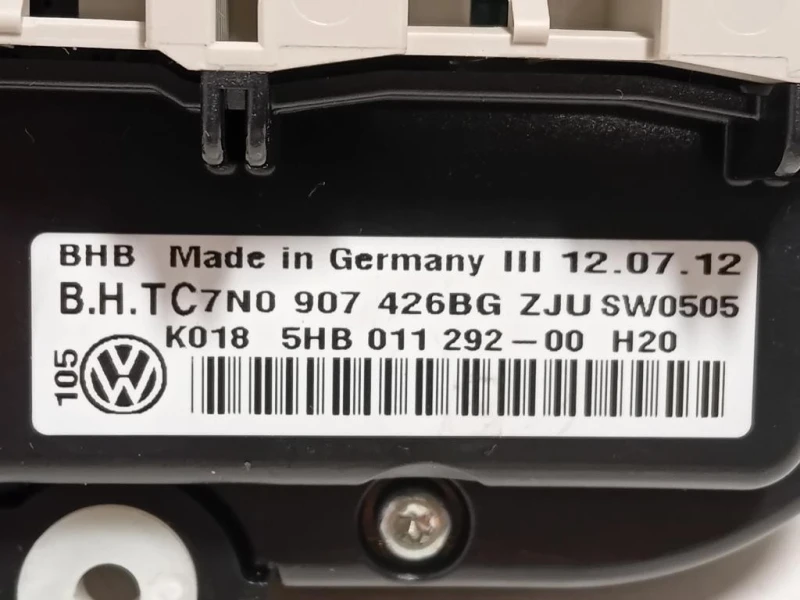 BHB Made in Germany III 12.07.12
B.H.TC7N0 907 426BG ZJU SW0505
K018 5HB 011 292-00 H20
105